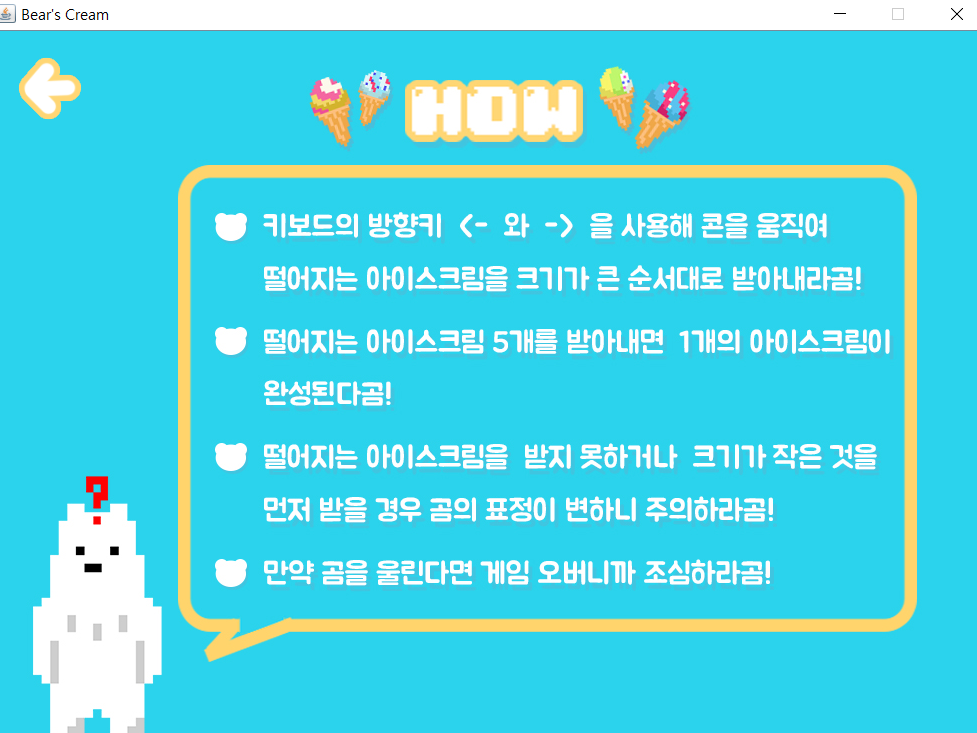 Bear's Cream
HOW
키보드의 방향키 <- 와 -> 을 사용해 콘을 움직여
떨어지는 아이스크림을 크기가 큰 순서대로 받아내라곰!
떨어지는 아이스크림 5개를 받아내면 1개의 아이스크림이
완성된다곰!
떨어지는 아이스크림을 받지 못하거나 크기가 작은 것을
먼저 받을 경우 곰의 표정이 변하니 주의하라곰!
만약 곰을 울린다면 게임 오버니까 조심하라곰!
?